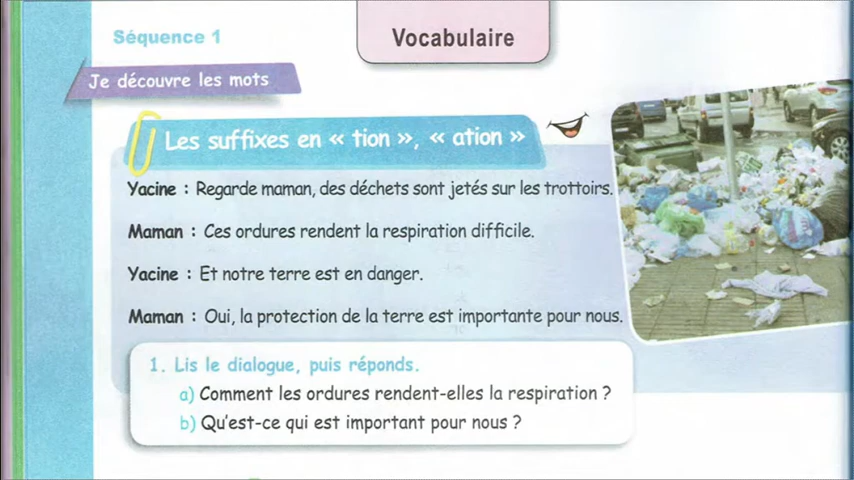 Séquence 1
Vocabulaire
Je découvre les mots
Les suffixes en « tion », « ation »
Yacine : Regarde maman, des déchets sont jetés sur les trottoirs.
Maman : Ces ordures rendent la respiration difficile.
Yacine : Et notre terre est en danger.
Maman : Oui, la protection de la terre est importante pour nous.
1. Lis le dialogue, puis réponds.
a) Comment les ordures rendent-elles la respiration ?
b) Qu'est-ce qui est important pour nous ?